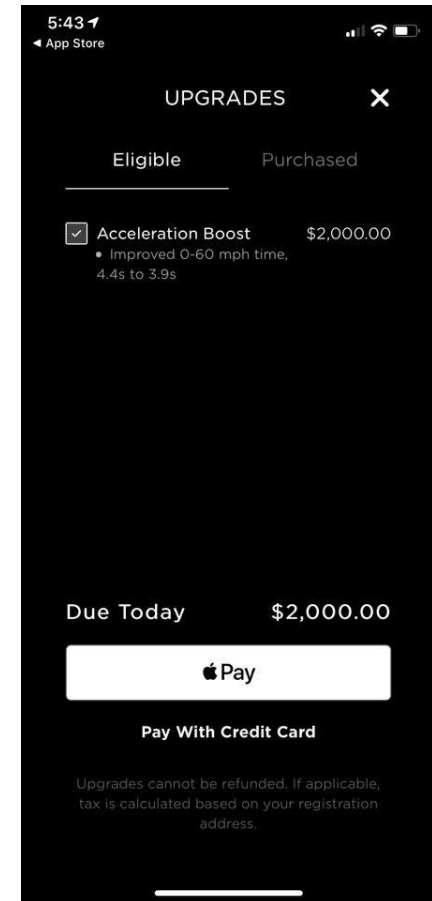 5:43
◀ App Store
UPGRADES
Eligible Purchased
Acceleration Boost $2,000.00
• Improved 0-60 mph time,
4.4s to 3.9s
Due Today $2,000.00
Pay
Pay With Credit Card
Upgrades cannot be refunded. If applicable,
tax is calculated based on your registration
address.